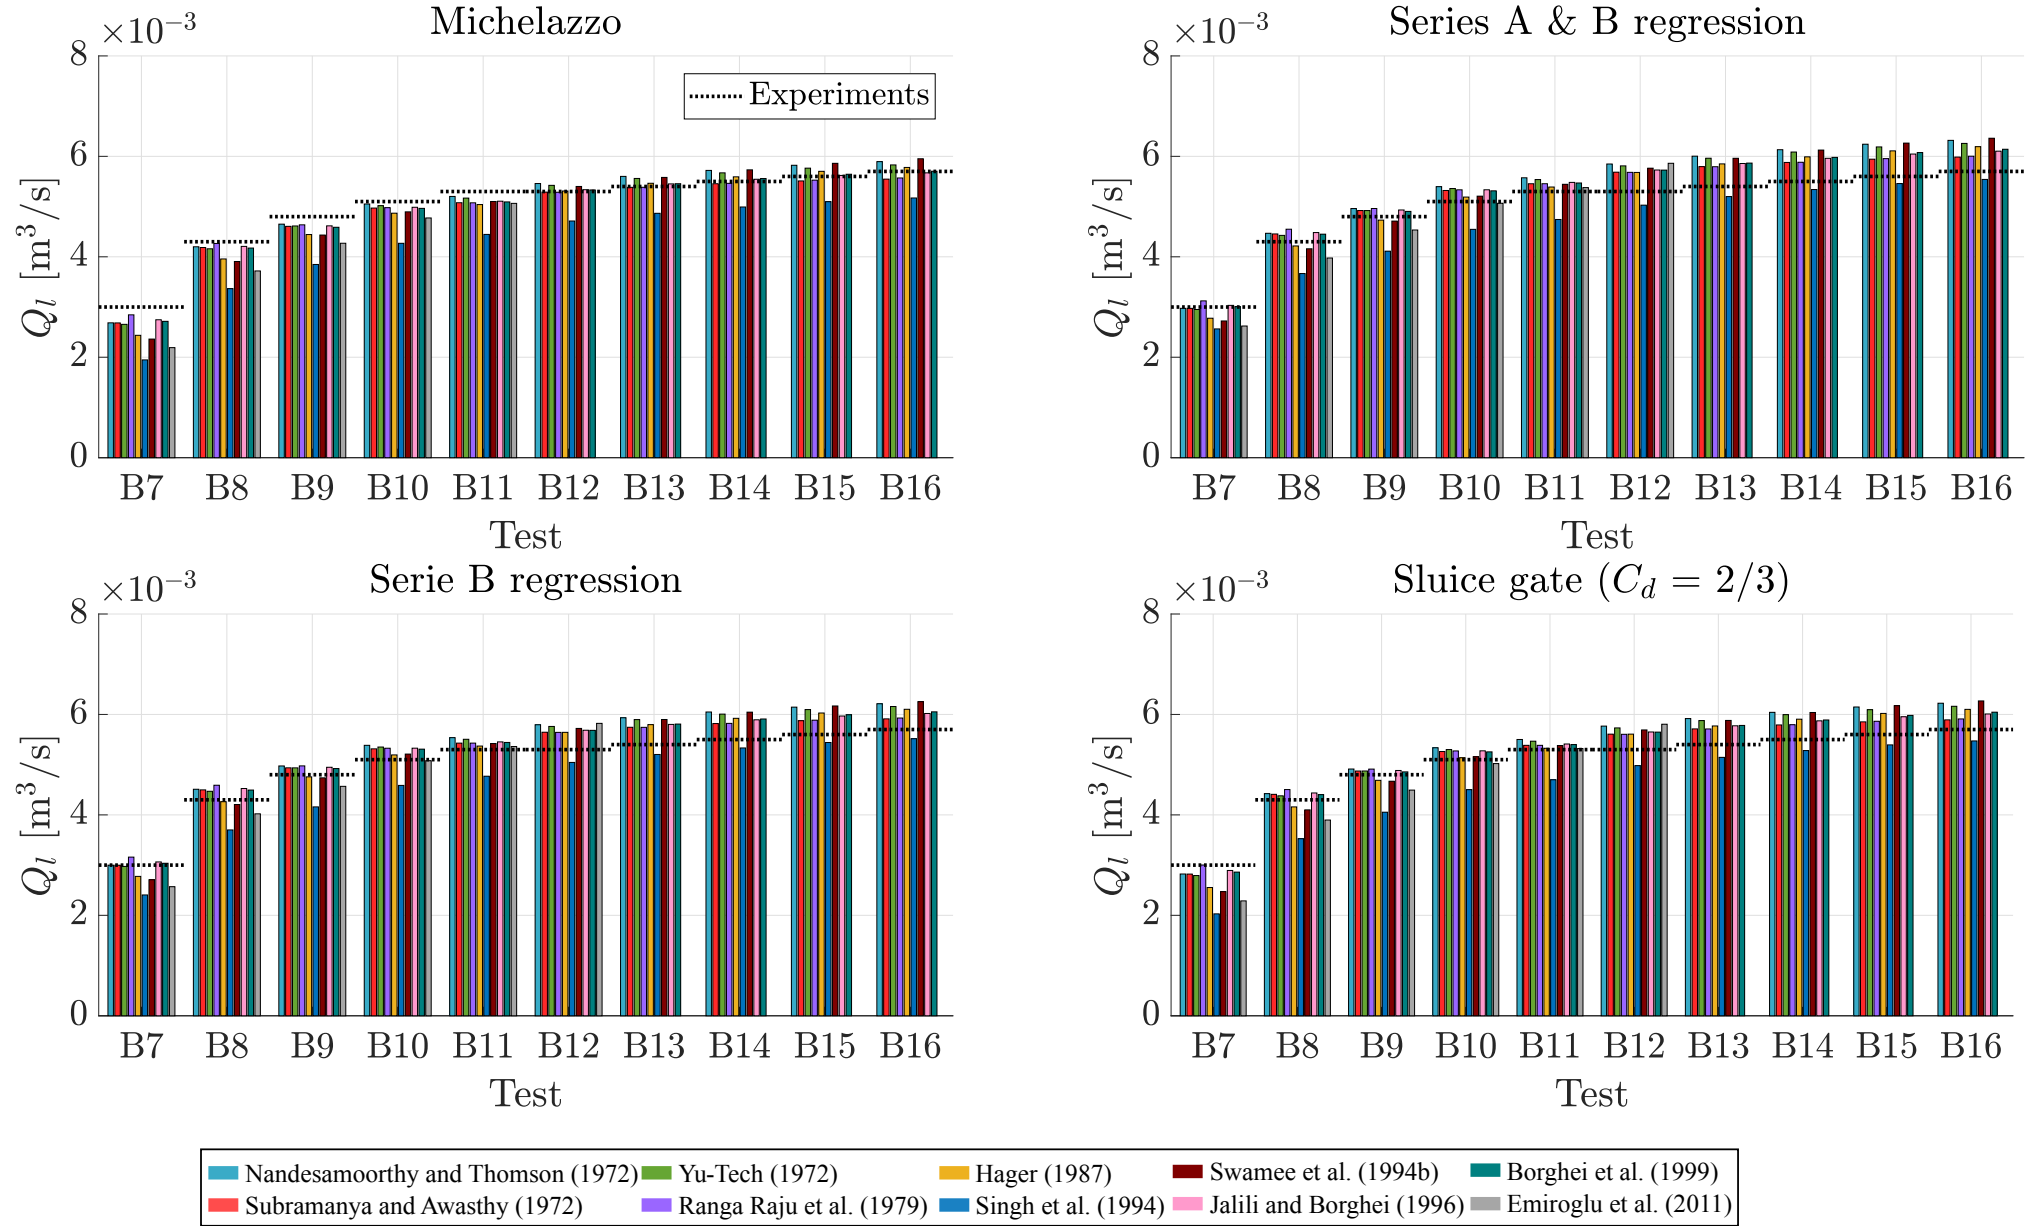 Michelazzo
×10⁻³
8
6
4
2
0
Qₗ [m³/s]
Experiments
B7 B8 B9 B10 B11 B12 B13 B14 B15 B16
Test
Series A & B regression
×10⁻³
8
6
4
2
0
Qₗ [m³/s]
B7 B8 B9 B10 B11 B12 B13 B14 B15 B16
Test
Serie B regression
×10⁻³
8
6
4
2
0
Qₗ [m³/s]
B7 B8 B9 B10 B11 B12 B13 B14 B15 B16
Test
Sluice gate (C_d = 2/3)
×10⁻³
8
6
4
2
0
Qₗ [m³/s]
B7 B8 B9 B10 B11 B12 B13 B14 B15 B16
Test
Nandesamoorthy and Thomson (1972) Yu-Tech (1972) Hager (1987) Swamee et al. (1994b) Borghei et al. (1999)
Subramanya and Awasthy (1972) Ranga Raju et al. (1979) Singh et al. (1994) Jalili and Borghei (1996) Emiroglu et al. (2011)